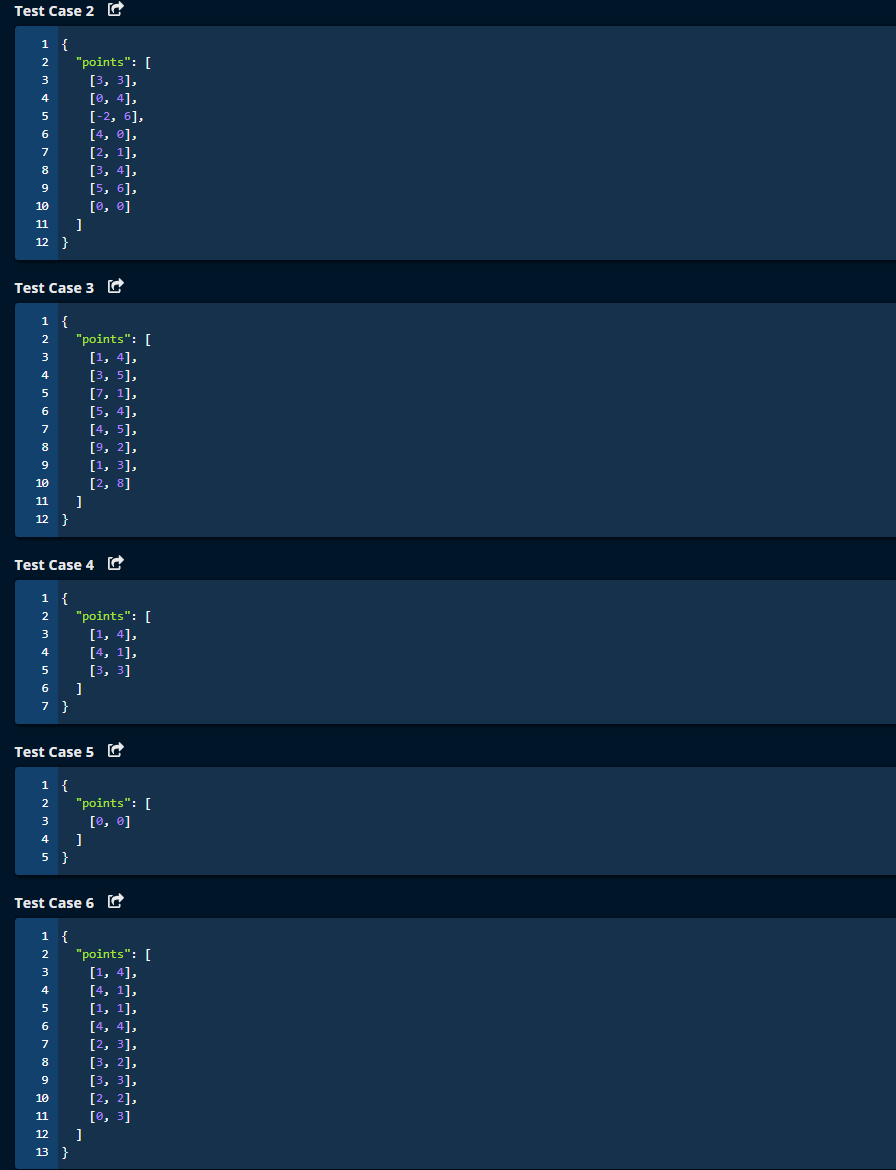 Test Case 2
1 {
2 "points": [
3 [3, 3],
4 [0, 4],
5 [-2, 6],
6 [4, 0],
7 [2, 1],
8 [3, 4],
9 [5, 6],
10 [0, 0]
11 ]
12 }
Test Case 3
1 {
2 "points": [
3 [1, 4],
4 [3, 5],
5 [7, 1],
6 [5, 4],
7 [4, 5],
8 [9, 2],
9 [1, 3],
10 [2, 8]
11 ]
12 }
Test Case 4
1 {
2 "points": [
3 [1, 4],
4 [4, 1],
5 [3, 3]
6 ]
7 }
Test Case 5
1 {
2 "points": [
3 [0, 0]
4 ]
5 }
Test Case 6
1 {
2 "points": [
3 [1, 4],
4 [4, 1],
5 [1, 1],
6 [4, 4],
7 [2, 3],
8 [3, 2],
9 [3, 3],
10 [2, 2],
11 [0, 3]
12 ]
13 }